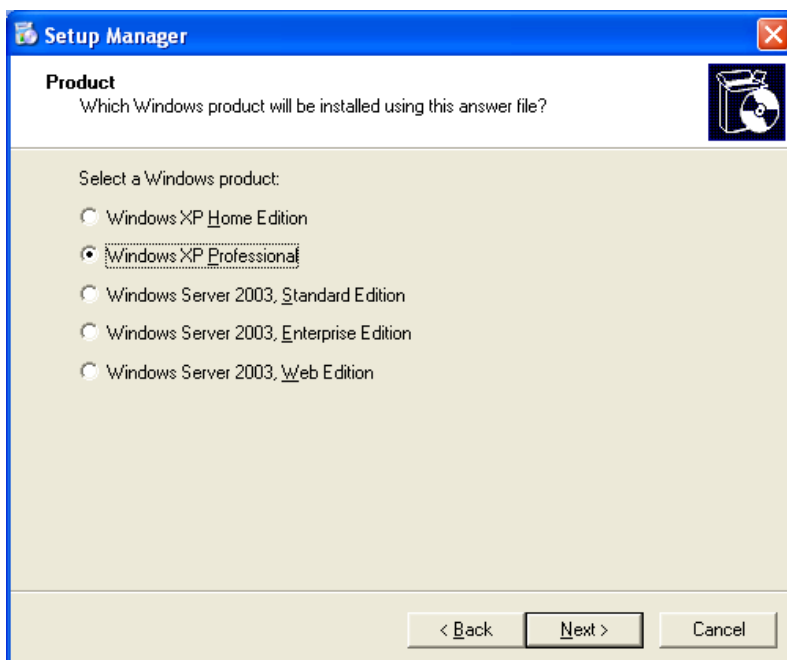 Setup Manager
Product
Which Windows product will be installed using this answer file?
Select a Windows product:
Windows XP Home Edition
Windows XP Professional
Windows Server 2003, Standard Edition
Windows Server 2003, Enterprise Edition
Windows Server 2003, Web Edition
< Back Next > Cancel